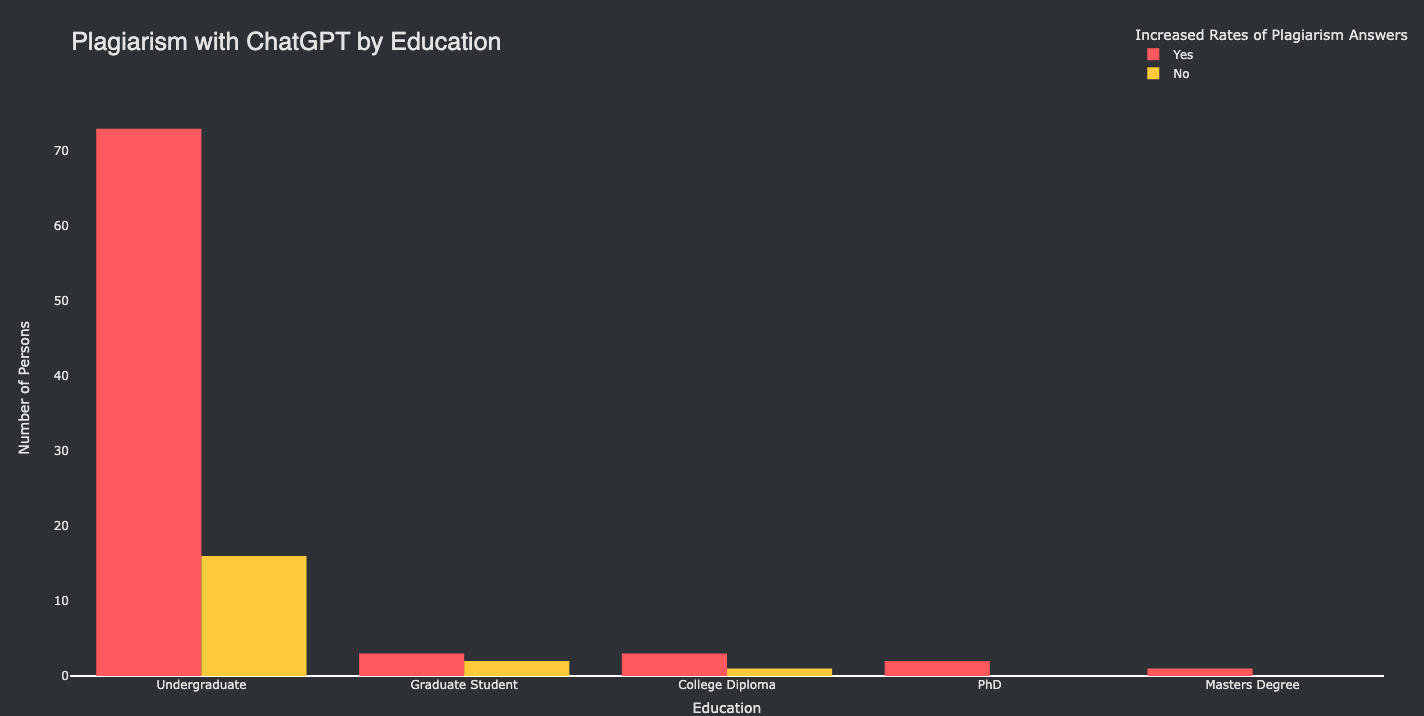 Plagiarism with ChatGPT by Education
Increased Rates of Plagiarism Answers
Yes
No
Number of Persons
70
60
50
40
30
20
10
0
Undergraduate
Graduate Student
College Diploma
PhD
Masters Degree
Education